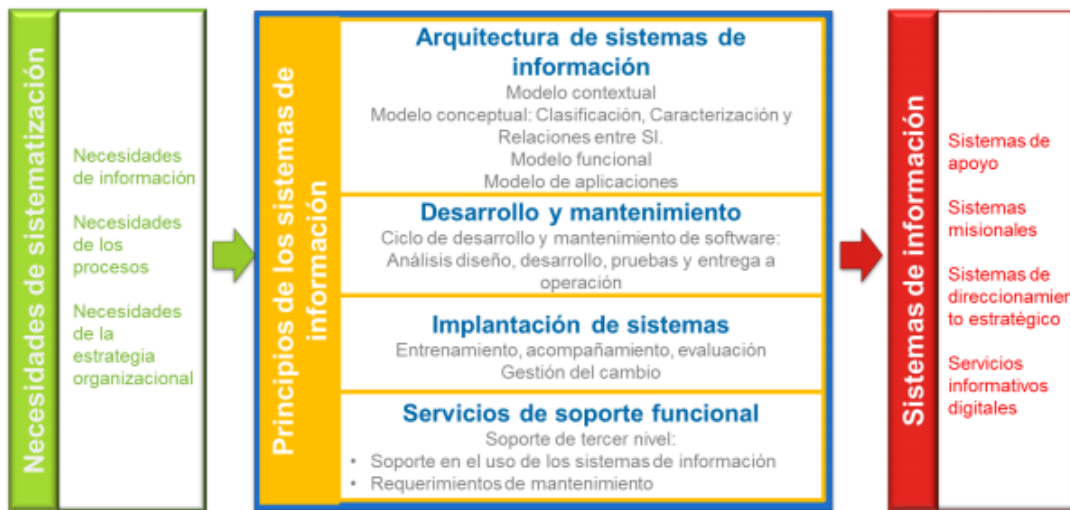 Necesidades de sistematización
Necesidades
de información
Necesidades
de los
procesos
Necesidades
de la
estrategia
organizacional
Principios de los sistemas de
información
Arquitectura de sistemas de
información
Modelo contextual
Modelo conceptual: Clasificación, Caracterización y
Relaciones entre SI.
Modelo funcional
Modelo de aplicaciones
Desarrollo y mantenimiento
Ciclo de desarrollo y mantenimiento de software:
Análisis diseño, desarrollo, pruebas y entrega a
operación
Implantación de sistemas
Entrenamiento, acompañamiento, evaluación
Gestión del cambio
Servicios de soporte funcional
Soporte de tercer nivel:
• Soporte en el uso de los sistemas de información
• Requerimientos de mantenimiento
Sistemas de información
Sistemas de
apoyo
Sistemas
misionales
Sistemas de
direccionamien
to estratégico
Servicios
informativos
digitales